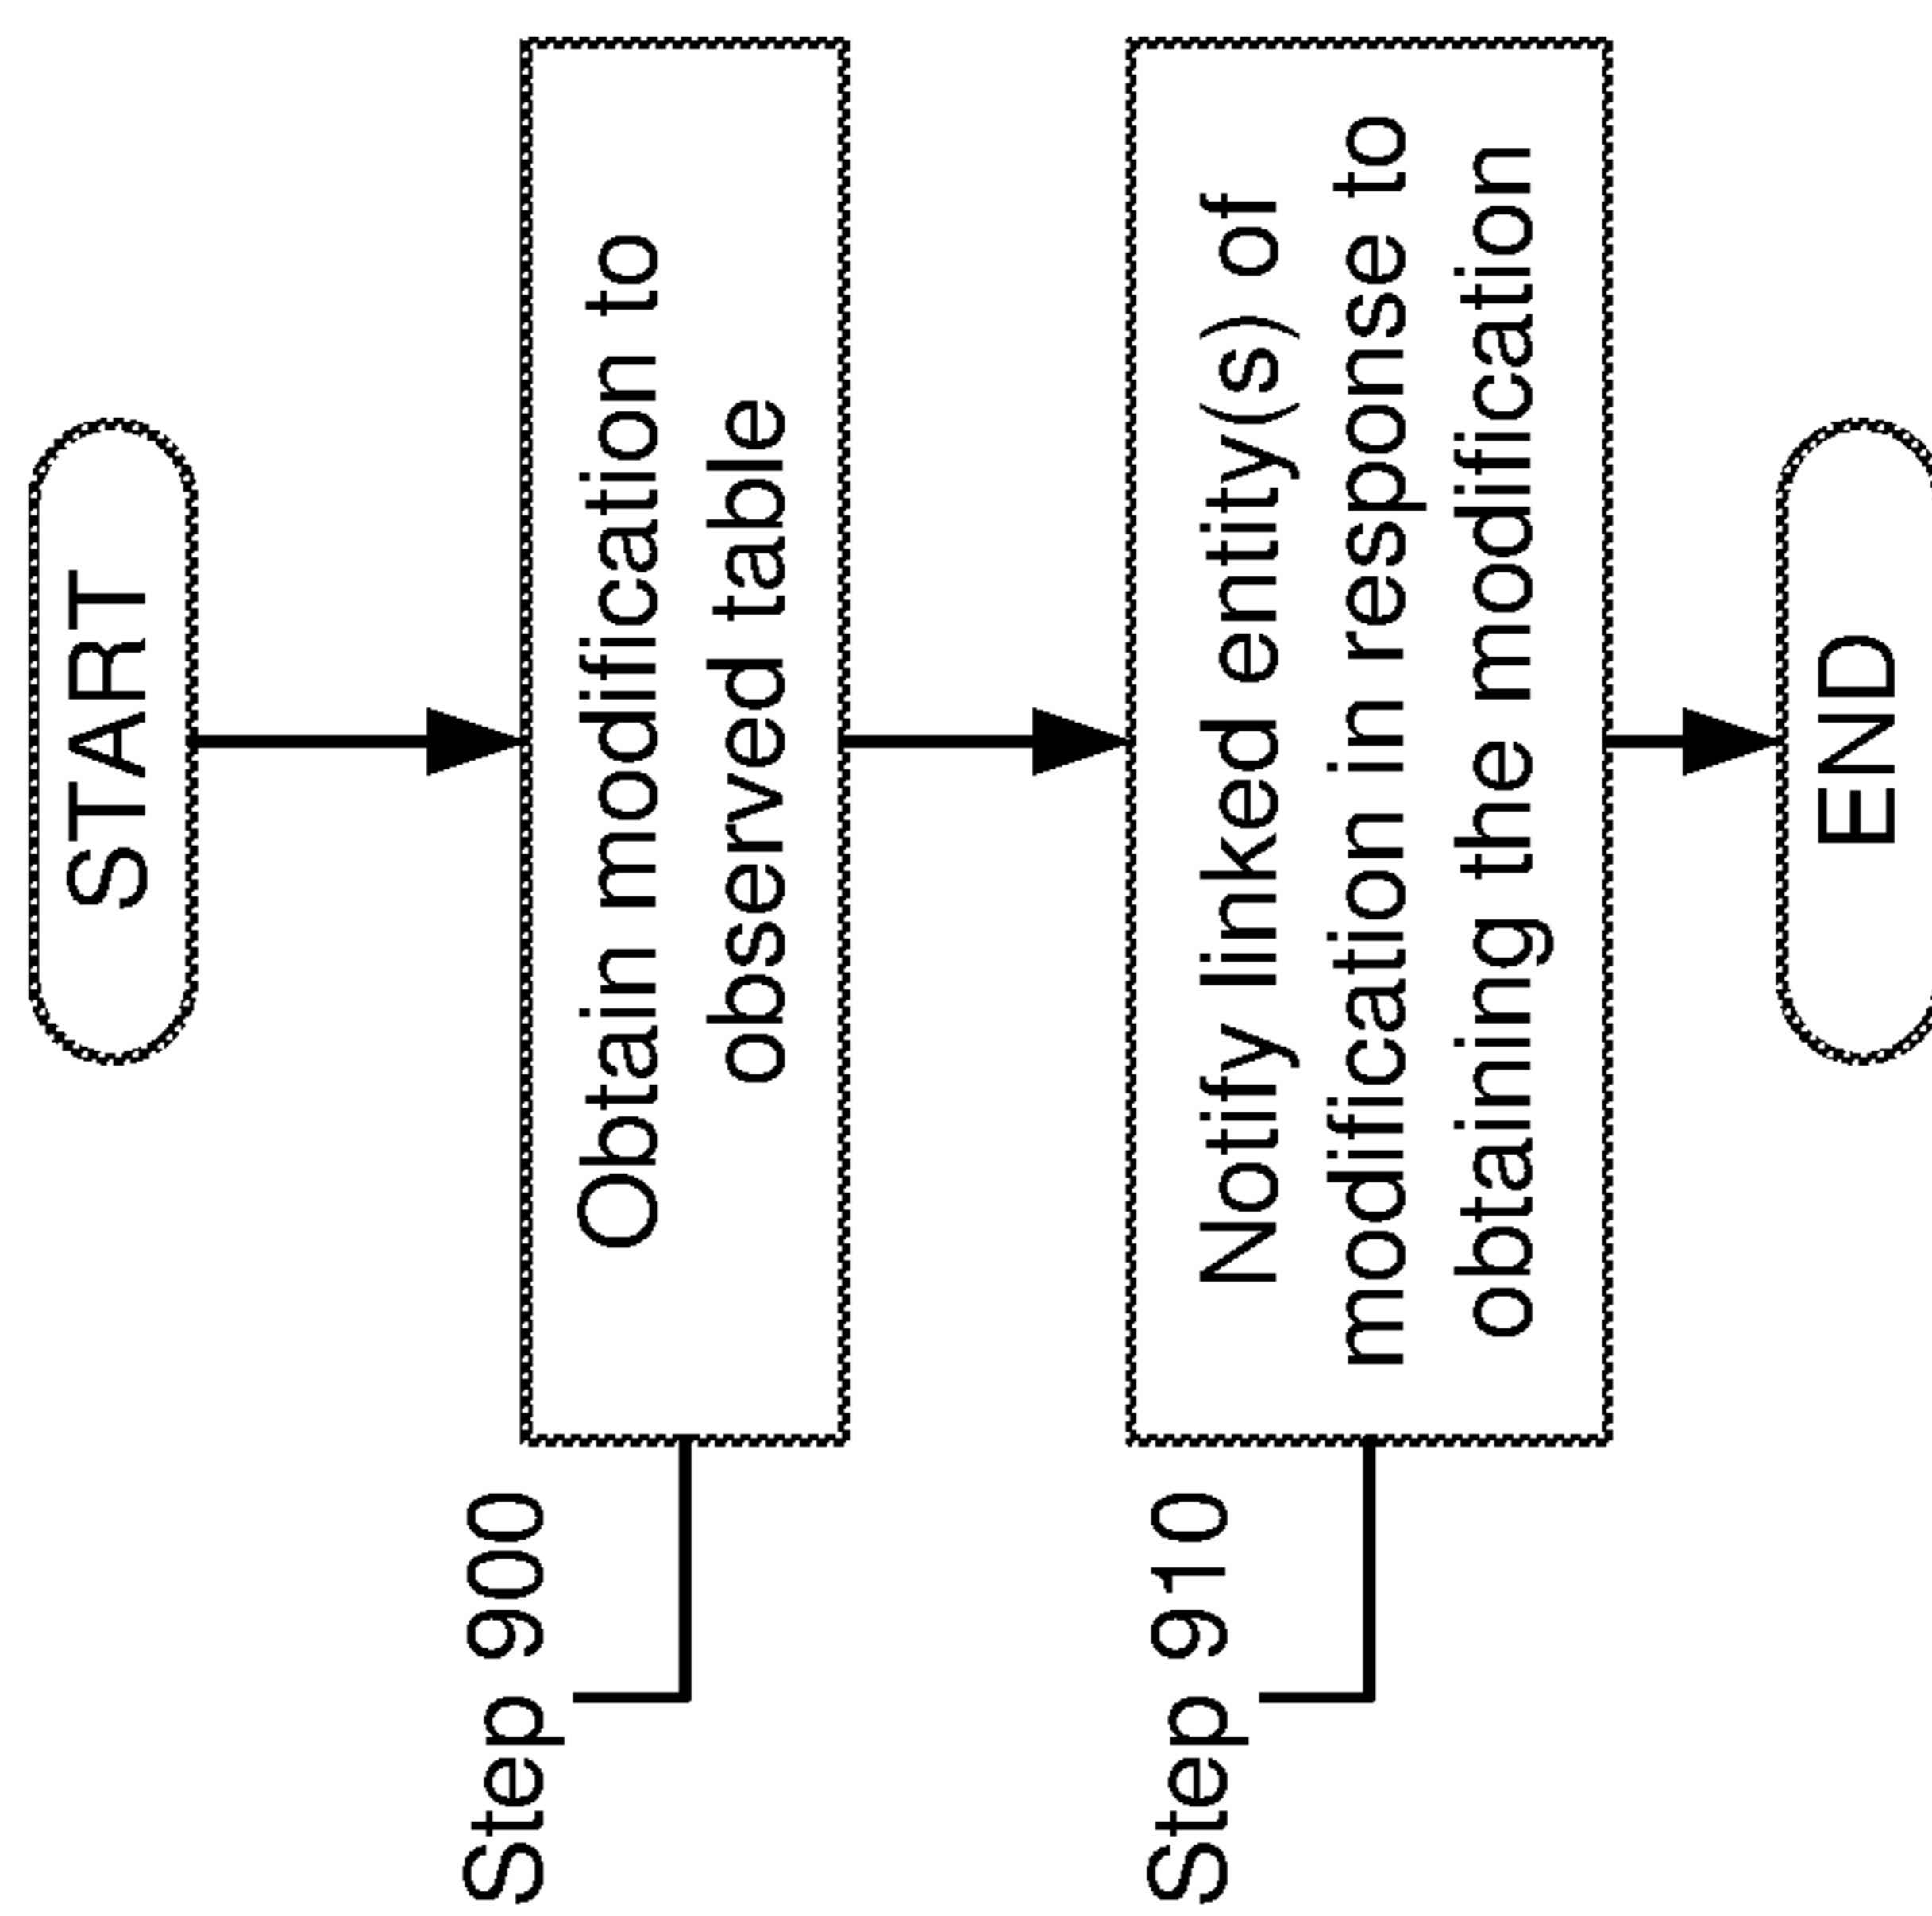 START
Step 900
Obtain modification to
observed table
Step 910
Notify linked entity(s) of
modification in response to
obtaining the modification
END